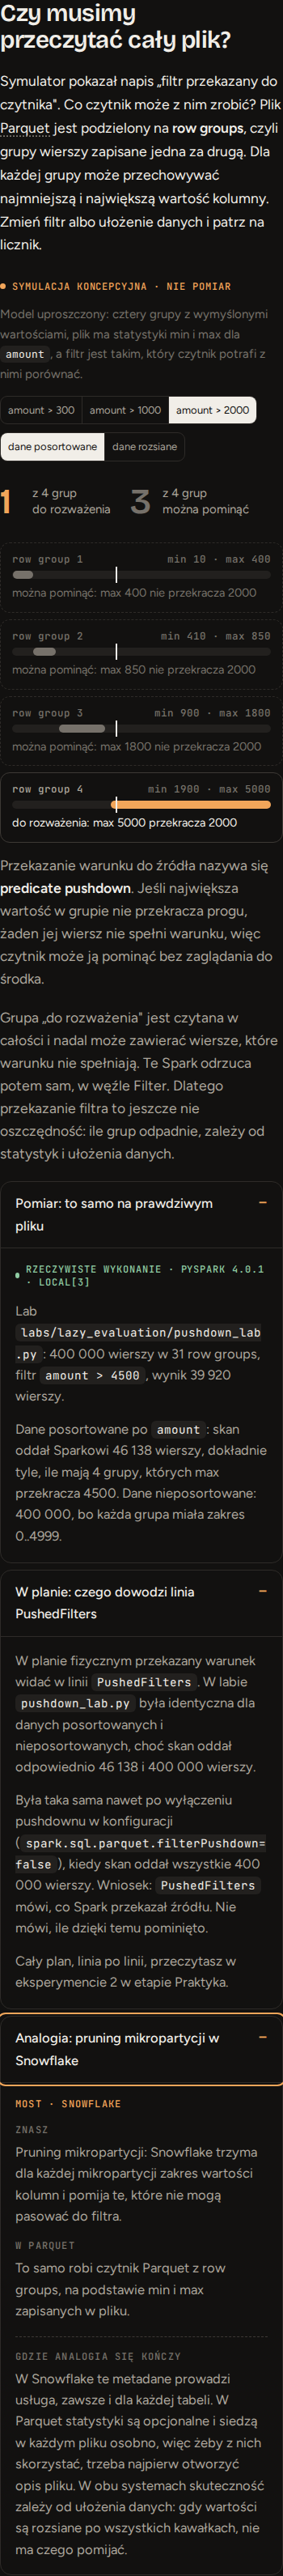 Czy musimy
przeczytać cały plik?
Symulator pokazał napis „filtr przekazany do
czytnika". Co czytnik może z nim zrobić? Plik
Parquet jest podzielony na row groups, czyli
grupy wierszy zapisane jedna za drugą. Dla
każdej grupy może przechowywać
najmniejszą i największą wartość kolumny.
Zmień filtr albo ułożenie danych i patrz na
licznik.
SYMULACJA KONCEPCYJNA · NIE POMIAR
Model uproszczony: cztery grupy z wymyślonymi
wartościami, plik ma statystyki min i max dla
amount, a filtr jest takim, który czytnik potrafi z
nimi porównać.
amount > 300 amount > 1000 amount > 2000
dane posortowane dane rozsiane
1 z 4 grup do rozważenia
3 z 4 grup można pominąć
row group 1 min 10 · max 400
można pominąć: max 400 nie przekracza 2000
row group 2 min 410 · max 850
można pominąć: max 850 nie przekracza 2000
row group 3 min 900 · max 1800
można pominąć: max 1800 nie przekracza 2000
row group 4 min 1900 · max 5000
do rozważenia: max 5000 przekracza 2000
Przekazanie warunku do źródła nazywa się
predicate pushdown. Jeśli największa
wartość w grupie nie przekracza progu,
żaden jej wiersz nie spełni warunku, więc
czytnik może ją pominąć bez zaglądania do
środka.
Grupa „do rozważenia" jest czytana w
całości i nadal może zawierać wiersze, które
warunku nie spełniają. Te Spark odrzuca
potem sam, w węźle Filter. Dlatego
przekazanie filtra to jeszcze nie
oszczędność: ile grup odpadnie, zależy od
statystyk i ułożenia danych.
Pomiar: to samo na prawdziwym
pliku
RZECZYWISTE WYKONANIE · PYSPARK 4.0.1
· LOCAL[3]
Lab
labs/lazy_evaluation/pushdown_lab
.py: 400 000 wierszy w 31 row groups,
filtr amount > 4500, wynik 39 920
wierszy.
Dane posortowane po amount: skan
oddał Sparkowi 46 138 wierszy, dokładnie
tyle, ile mają 4 grupy, których max
przekracza 4500. Dane nieposortowane:
400 000, bo każda grupa miała zakres
0..4999.
W planie: czego dowodzi linia
PushedFilters
W planie fizycznym przekazany warunek
widać w linii PushedFilters. W labie
pushdown_lab.py była identyczna dla
danych posortowanych i
nieposortowanych, choć skan oddał
odpowiednio 46 138 i 400 000 wierszy.
Była taka sama nawet po wyłączeniu
pushdownu w konfiguracji
(spark.sql.parquet.filterPushdown=
false), kiedy skan oddał wszystkie 400
000 wierszy. Wniosek: PushedFilters
mówi, co Spark przekazał źródłu. Nie
mówi, ile dzięki temu pominięto.
Cały plan, linia po linii, przeczytasz w
eksperymencie 2 w etapie Praktyka.
Analogia: pruning mikropartycji w
Snowflake
MOST · SNOWFLAKE
ZNASZ
Pruning mikropartycji: Snowflake trzyma
dla każdej mikropartycji zakres wartości
kolumn i pomija te, które nie mogą
pasować do filtra.
W PARQUET
To samo robi czytnik Parquet z row
groups, na podstawie min i max
zapisanych w pliku.
GDZIE ANALOGIA SIĘ KOŃCZY
W Snowflake te metadane prowadzi
usługa, zawsze i dla każdej tabeli. W
Parquet statystyki są opcjonalne i siedzą
w każdym pliku osobno, więc żeby z nich
skorzystać, trzeba najpierw otworzyć
opis pliku. W obu systemach skuteczność
zależy od ułożenia danych: gdy wartości
są rozsiane po wszystkich kawałkach, nie
ma czego pomijać.